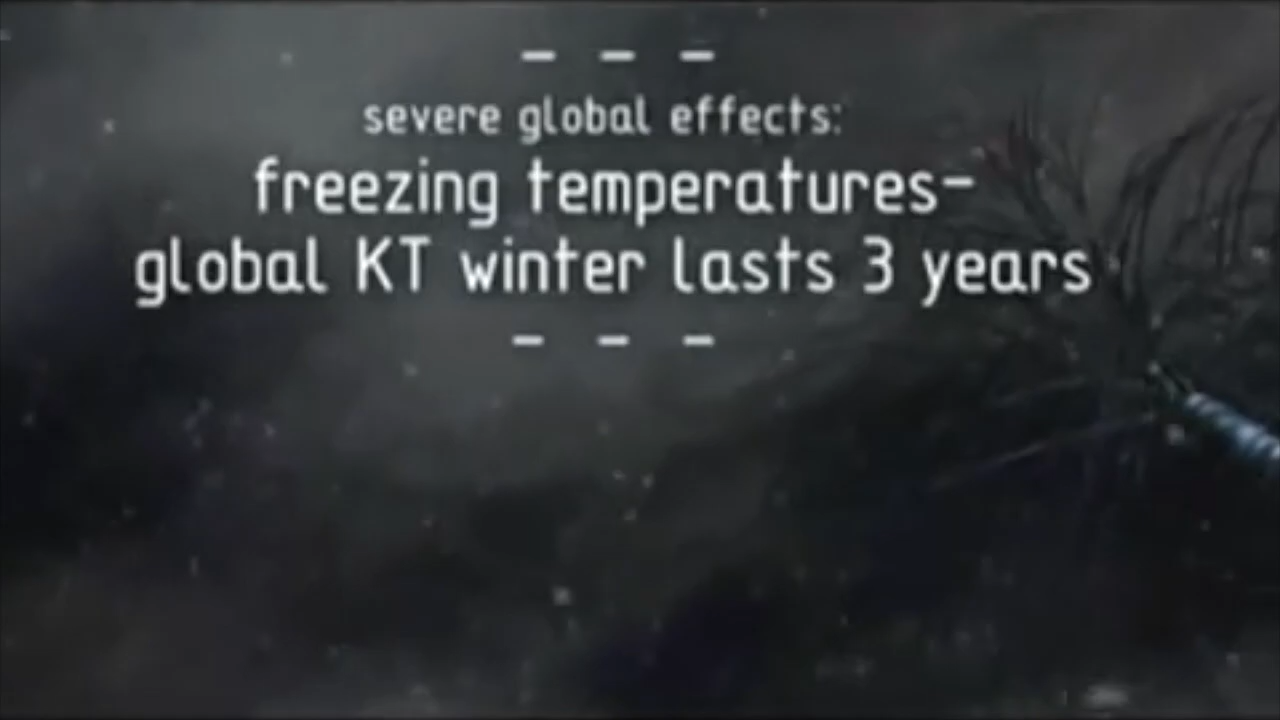 – – –
severe global effects:
freezing temperatures-
global KT winter lasts 3 years
– – –